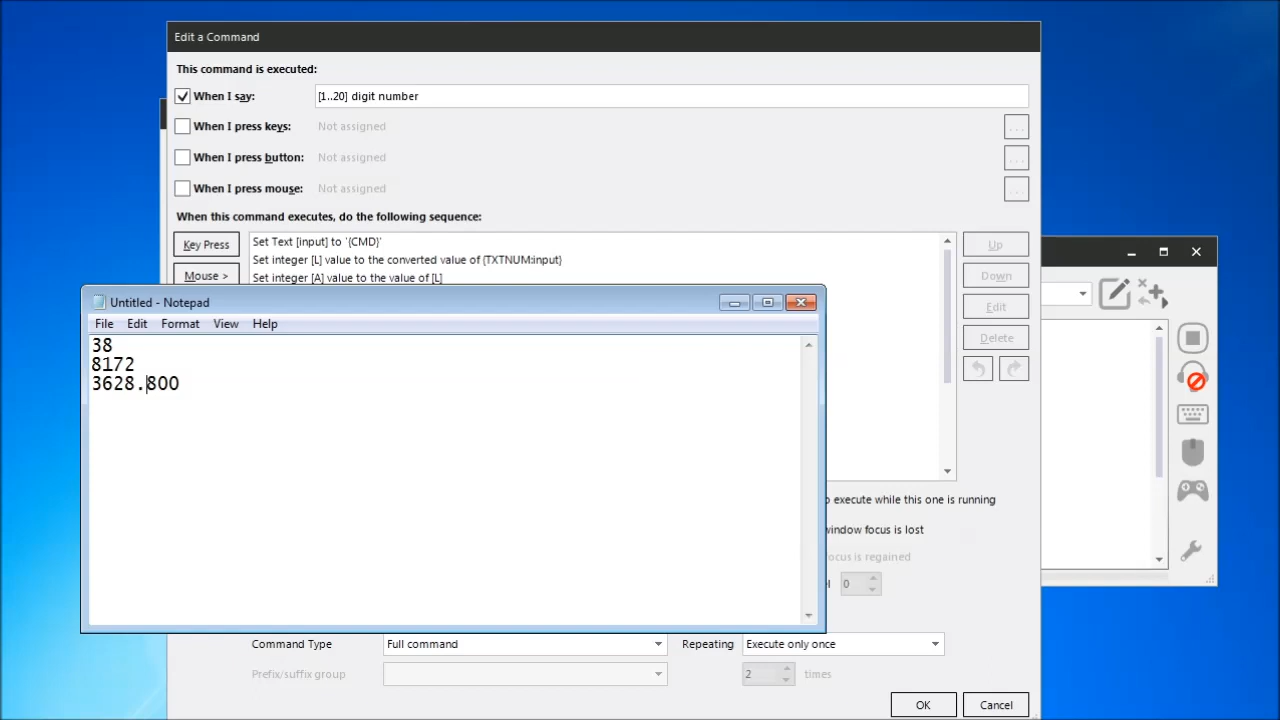 Edit a Command
This command is executed:
When I say:
[1..20] digit number
When I press keys:
Not assigned
...
When I press button:
Not assigned
...
When I press mouse:
Not assigned
...
When this command executes, do the following sequence:
Key Press
Mouse >
Set Text [input] to '{CMD}'
Set integer [L] value to the converted value of {TXTNUM:input}
Set integer [A] value to the value of [L]
Up
Down
Edit
Delete
Untitled - Notepad
File Edit Format View Help
38
8172
3628.800
o execute while this one is running
window focus is lost
focus is regained
el
0
Command Type
Full command
Repeating
Execute only once
Prefix/suffix group
2
times
OK
Cancel